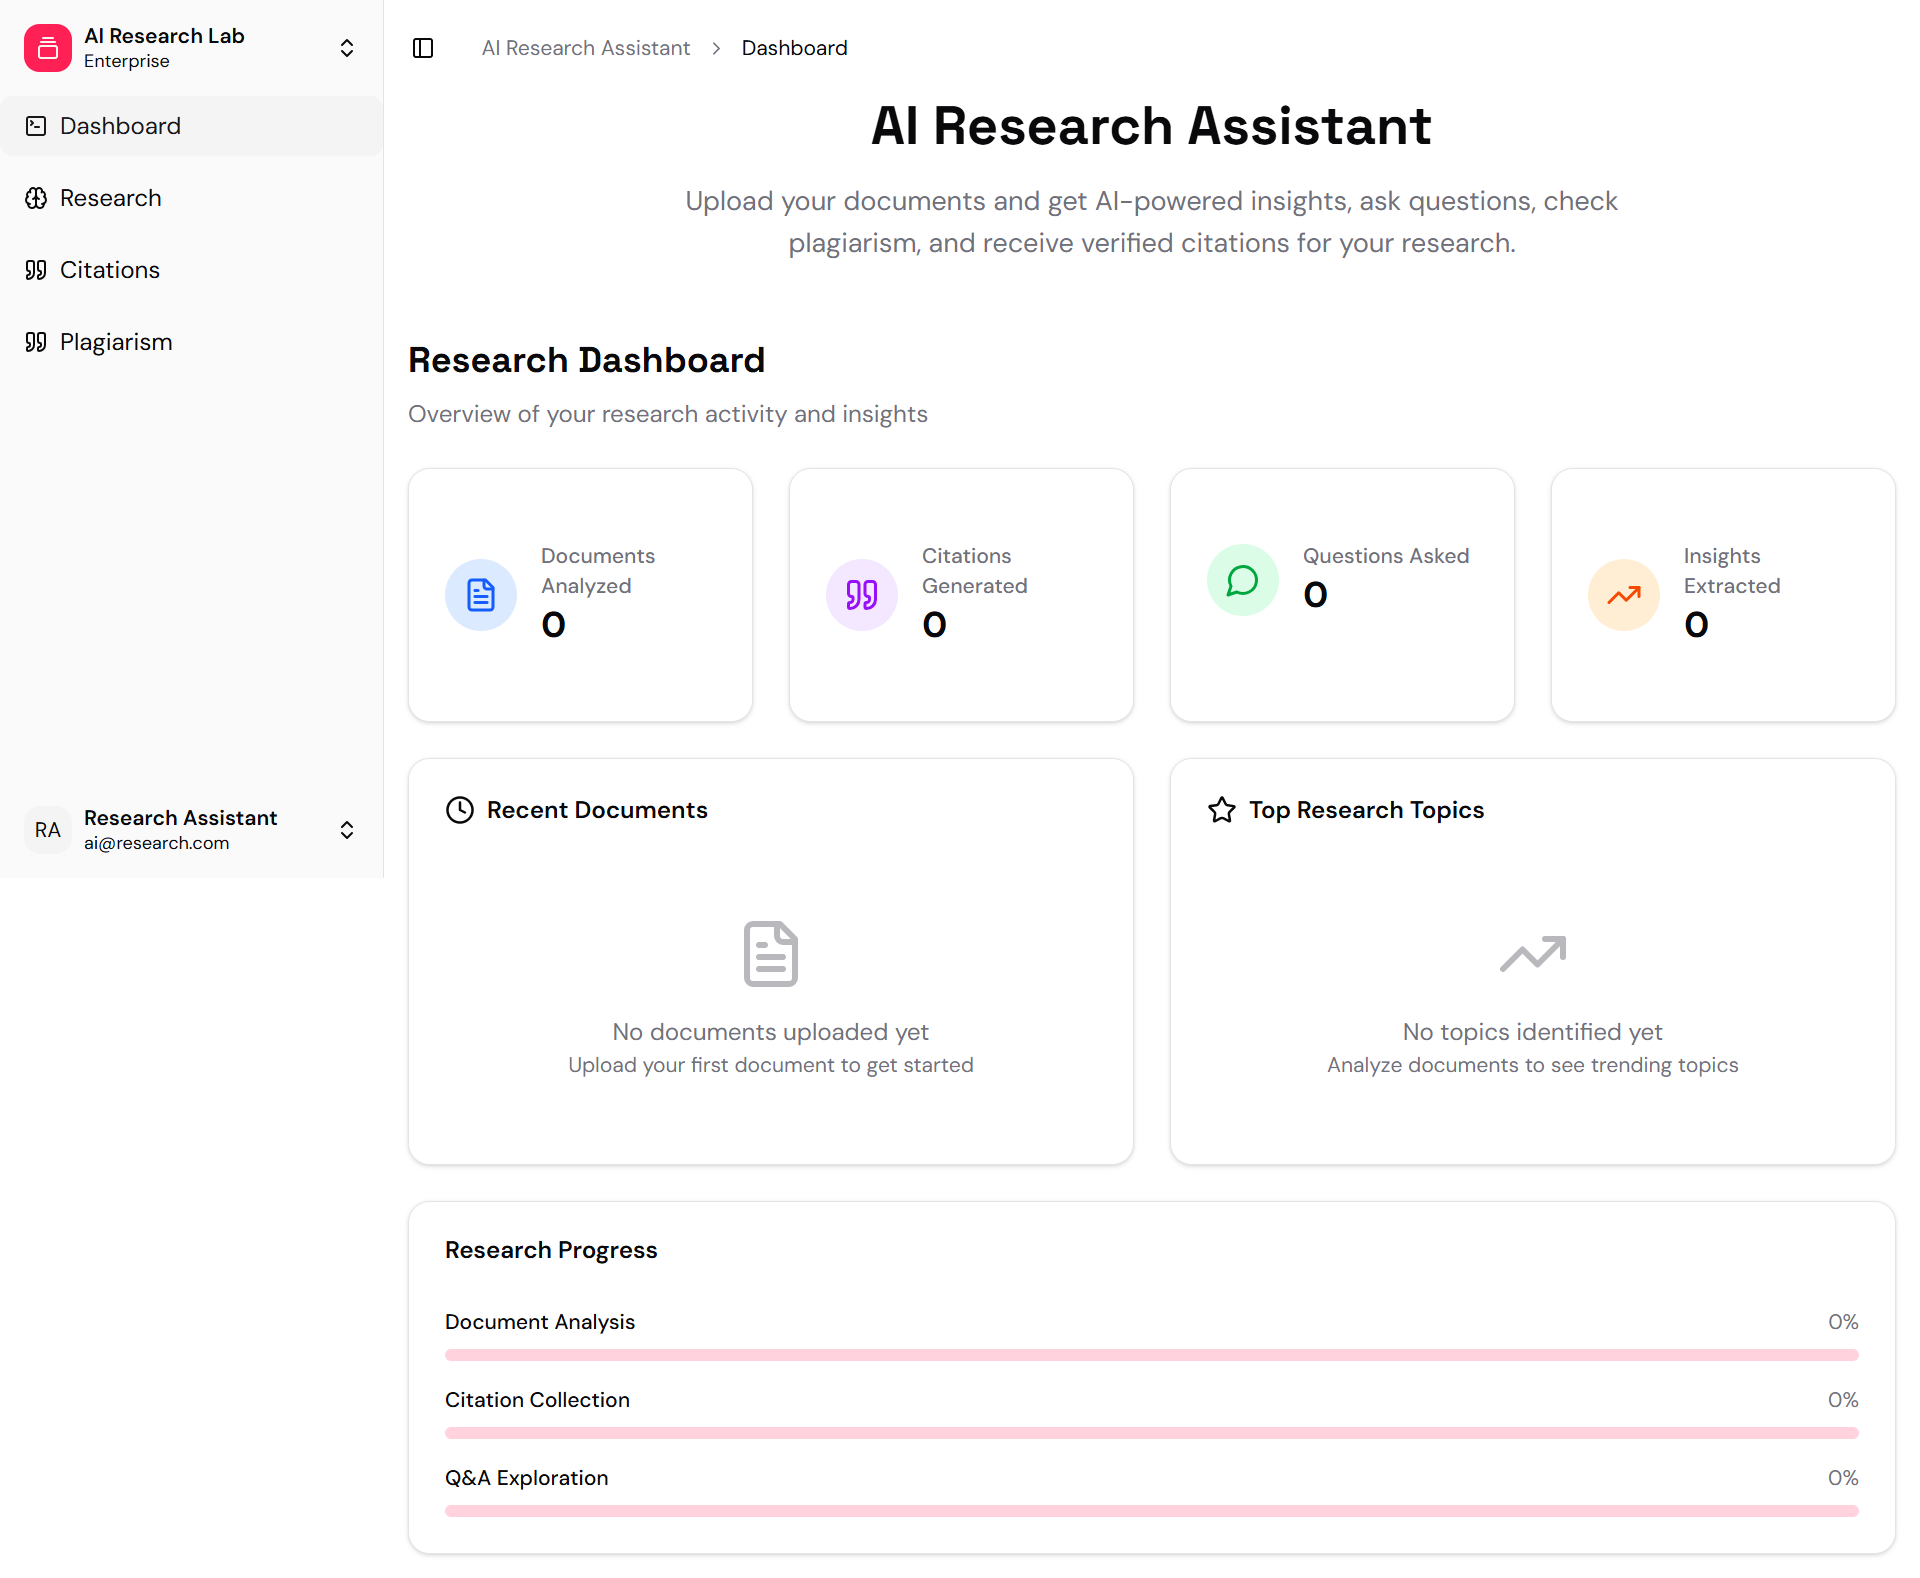 AI Research Lab
Enterprise
Dashboard
Research
Citations
Plagiarism
RA
Research Assistant
ai@research.com
AI Research Assistant
Dashboard
AI Research Assistant
Upload your documents and get AI-powered insights, ask questions, check
plagiarism, and receive verified citations for your research.
Research Dashboard
Overview of your research activity and insights
Documents
Analyzed
0
Citations
Generated
0
Questions Asked
0
Insights
Extracted
0
Recent Documents
No documents uploaded yet
Upload your first document to get started
Top Research Topics
No topics identified yet
Analyze documents to see trending topics
Research Progress
Document Analysis 0%
Citation Collection 0%
Q&A Exploration 0%